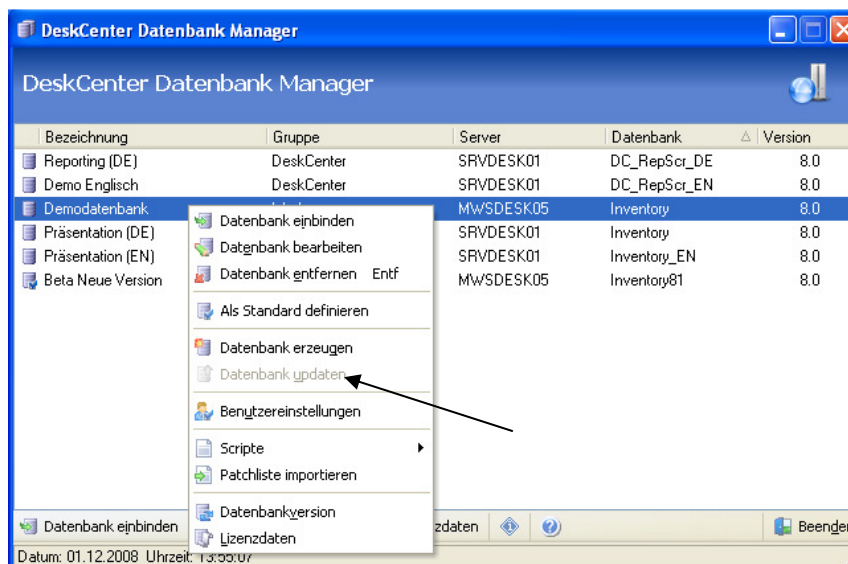 DeskCenter Datenbank Manager
DeskCenter Datenbank Manager
Bezeichnung Gruppe Server Datenbank Version
Reporting (DE) DeskCenter SRVDESK01 DC_RepScr_DE 8.0
Demo Englisch DeskCenter SRVDESK01 DC_RepScr_EN 8.0
Demodatenbank MWSDESK05 Inventory 8.0
Präsentation (DE) SRVDESK01 Inventory 8.0
Präsentation (EN) SRVDESK01 Inventory_EN 8.0
Beta Neue Version MWSDESK05 Inventory81 8.0
Datenbank einbinden
Datenbank bearbeiten
Datenbank entfernen Entf
Als Standard definieren
Datenbank erzeugen
Datenbank updaten
Benutzereinstellungen
Scripte
Patchliste importieren
Datenbankversion
Lizenzdaten
Datenbank einbinden zdaten Beenden
Datum: 01.12.2008 Uhrzeit: 13:55:07